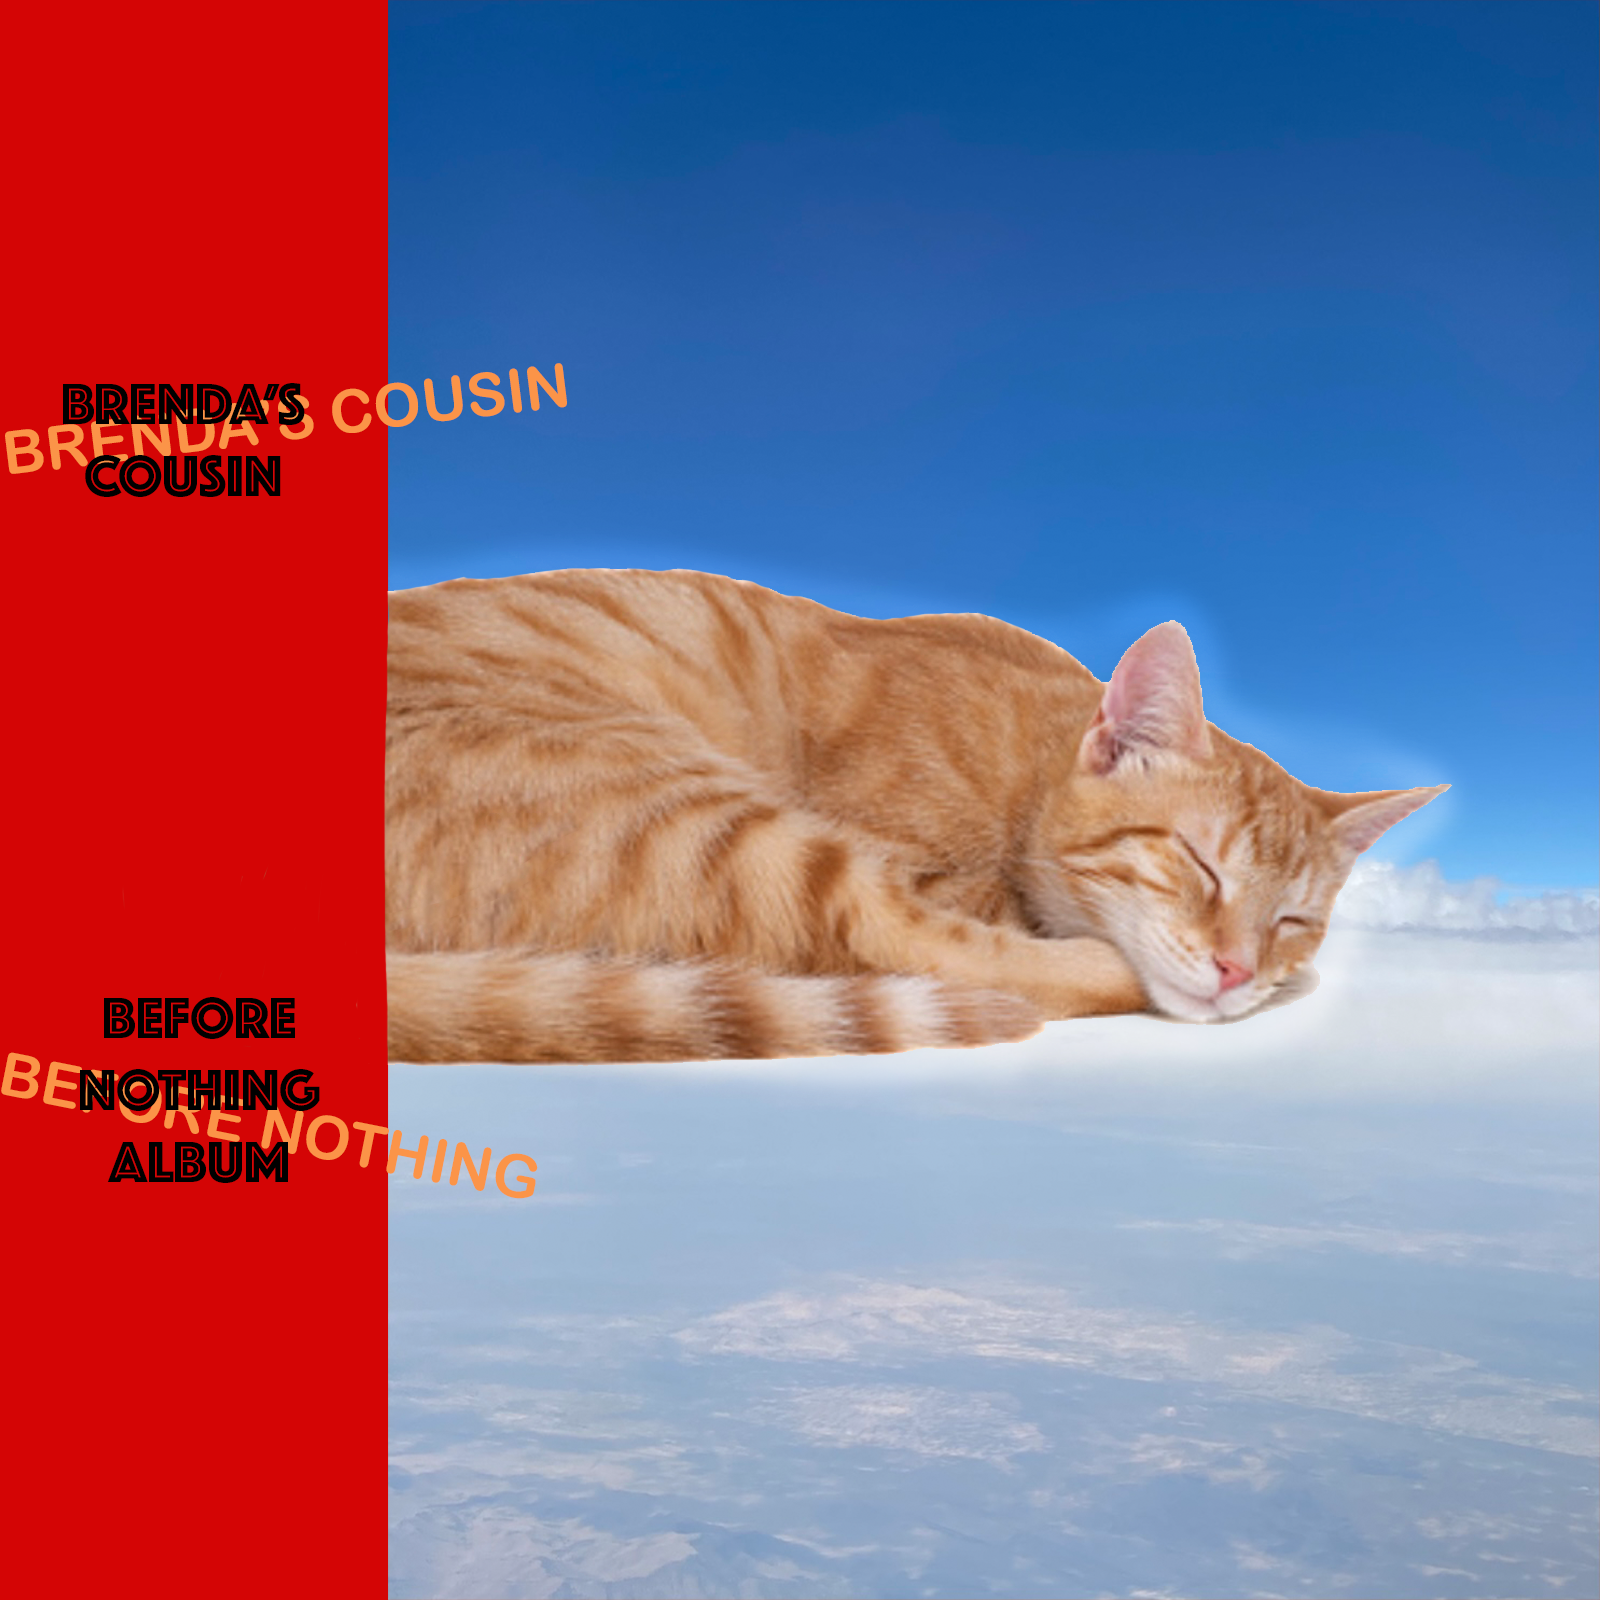 BRENDA'S
COUSIN
BRENDA'S COUSIN
BEFORE
NOTHING
ALBUM
BEFORE NOTHING